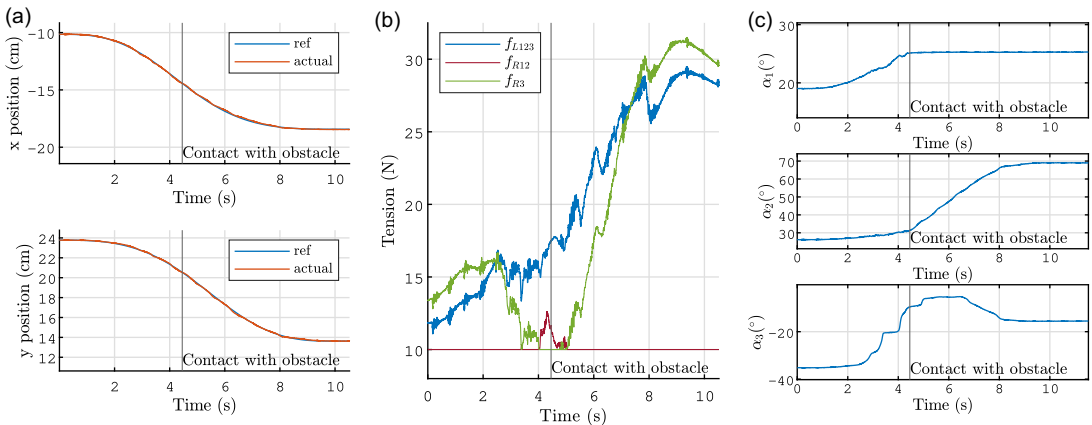 (a)
x position (cm)
-10
-15
-20
ref
actual
Contact with obstacle
2 4 6 8 10
Time (s)
y position (cm)
24
22
20
18
16
14
12
ref
actual
Contact with obstacle
2 4 6 8 10
Time (s)
(b)
Tension (N)
30
25
20
15
10
f_{L123}
f_{R12}
f_{R3}
Contact with obstacle
0 2 4 6 8 10
Time (s)
(c)
α₁(°)
30
20
Contact with obstacle
0 2 4 6 8 10
Time (s)
α₂(°)
70
60
50
40
30
Contact with obstacle
0 2 4 6 8 10
Time (s)
α₃(°)
-20
-40
Contact with obstacle
0 2 4 6 8 10
Time (s)